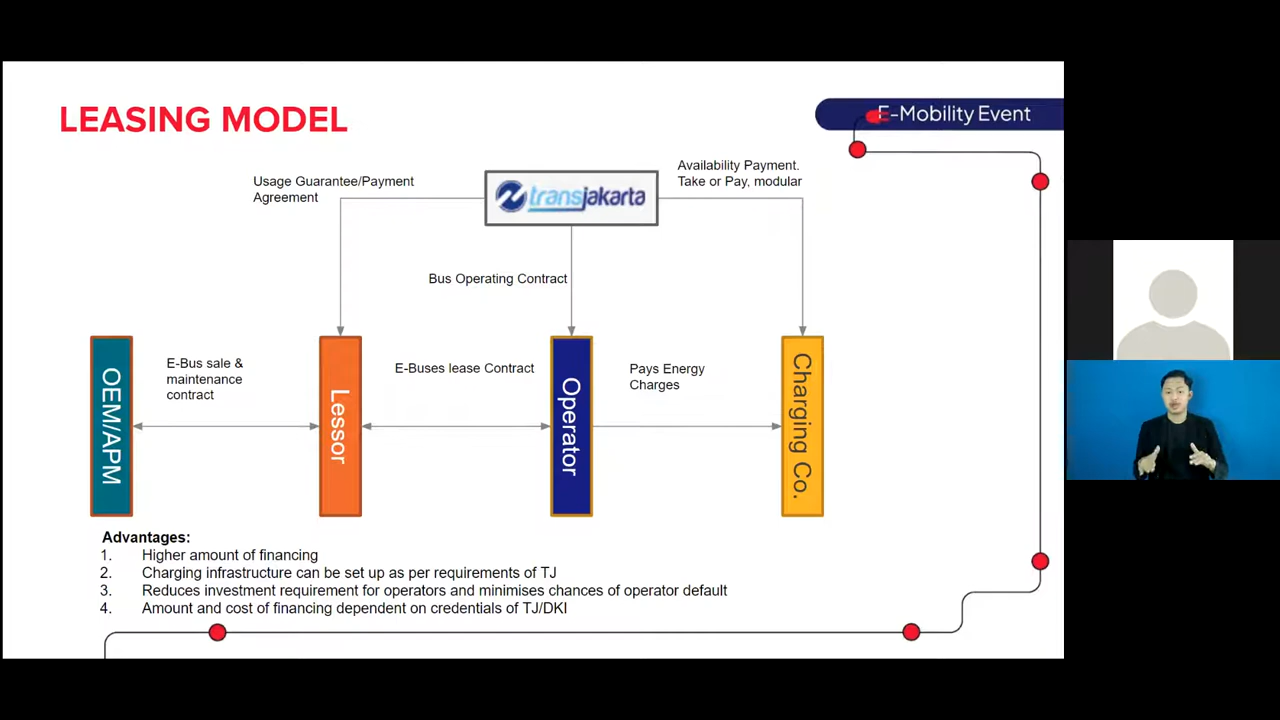 LEASING MODEL
E-Mobility Event
Usage Guarantee/Payment
Agreement
transjakarta
Availability Payment.
Take or Pay, modular
Bus Operating Contract
OEM/APM
E-Bus sale &
maintenance
contract
Lessor
E-Buses lease Contract
Operator
Pays Energy
Charges
Charging Co.
Advantages:
1. Higher amount of financing
2. Charging infrastructure can be set up as per requirements of TJ
3. Reduces investment requirement for operators and minimises chances of operator default
4. Amount and cost of financing dependent on credentials of TJ/DKI